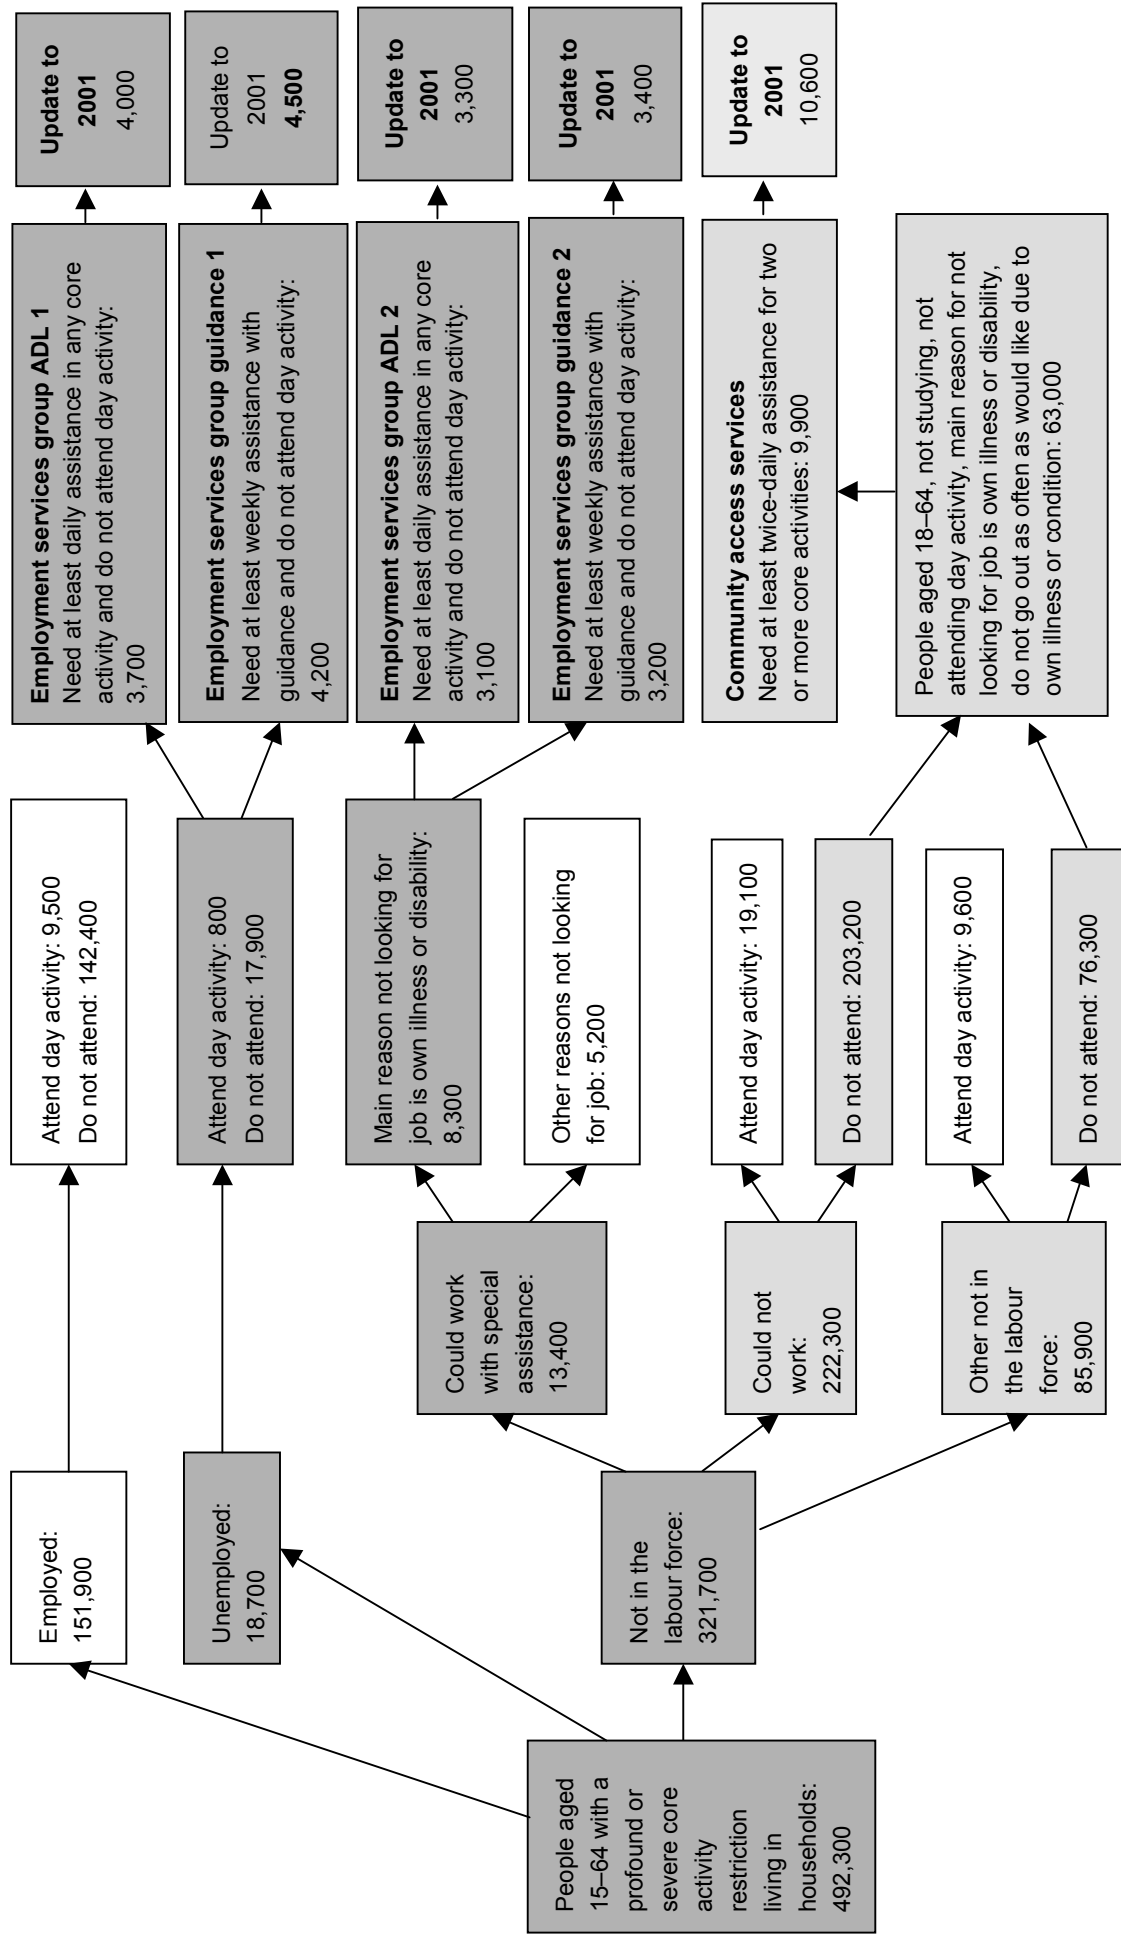 People aged
15–64 with a
profound or
severe core
activity
restriction
living in
households:
492,300
Employed:
151,900
Unemployed:
18,700
Not in the
labour force:
321,700
Could work
with special
assistance:
13,400
Could not
work:
222,300
Other not in
the labour
force:
85,900
Attend day activity: 9,500
Do not attend: 142,400
Attend day activity: 800
Do not attend: 17,900
Main reason not looking for
job is own illness or disability:
8,300
Other reasons not looking
for job: 5,200
Attend day activity: 19,100
Do not attend: 203,200
Attend day activity: 9,600
Do not attend: 76,300
Employment services group ADL 1
Need at least daily assistance in any core
activity and do not attend day activity:
3,700
Employment services group guidance 1
Need at least weekly assistance with
guidance and do not attend day activity:
4,200
Employment services group ADL 2
Need at least daily assistance in any core
activity and do not attend day activity:
3,100
Employment services group guidance 2
Need at least weekly assistance with
guidance and do not attend day activity:
3,200
Community access services
Need at least twice-daily assistance for two
or more core activities: 9,900
People aged 18–64, not studying, not
attending day activity, main reason for not
looking for job is own illness or disability,
do not go out as often as would like due to
own illness or condition: 63,000
Update to
2001
4,000
Update to
2001
4,500
Update to
2001
3,300
Update to
2001
3,400
Update to
2001
10,600